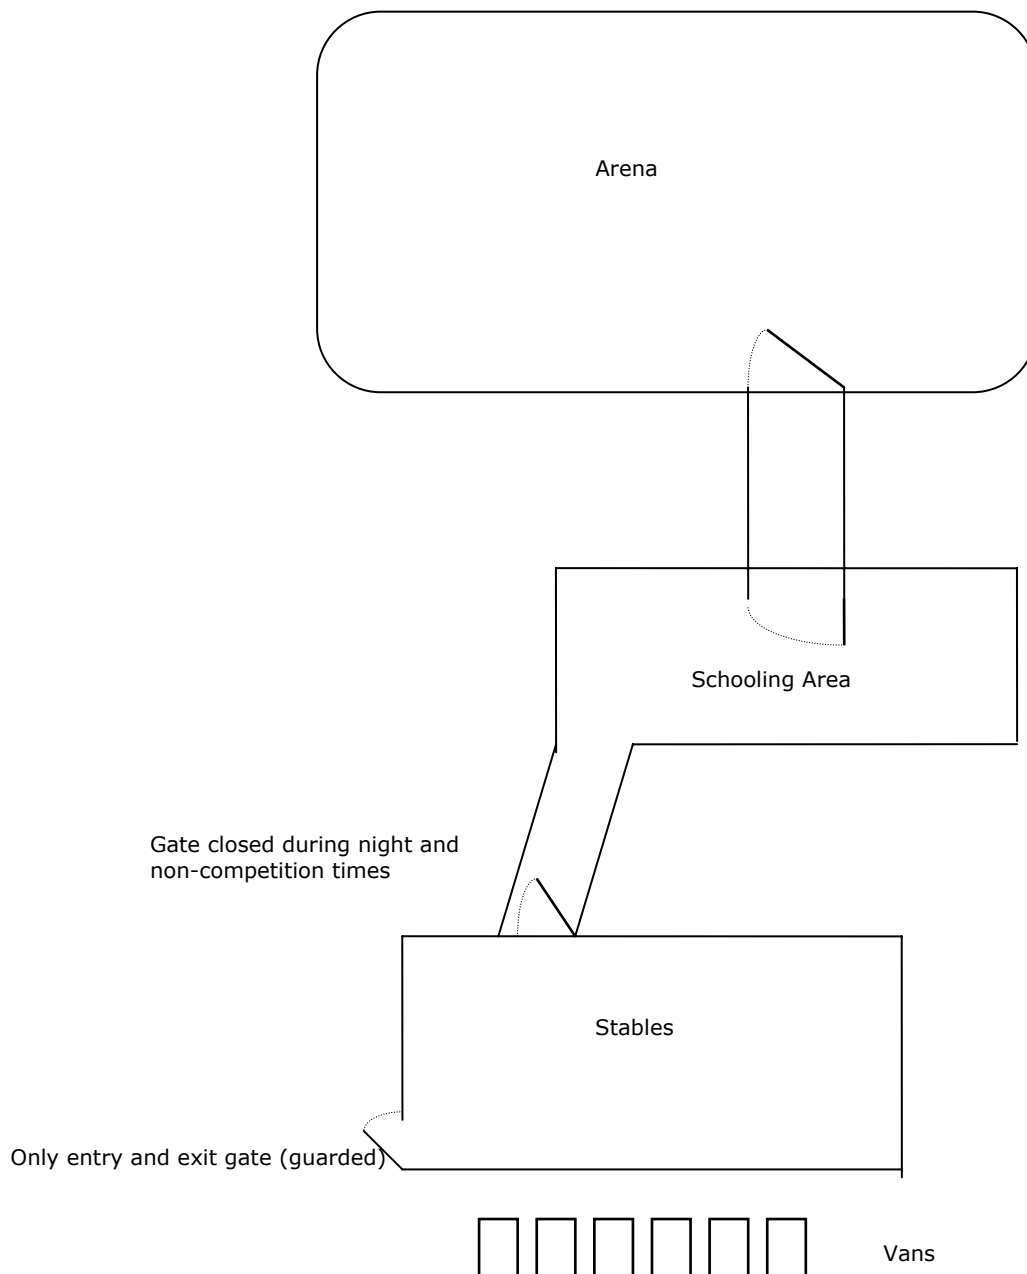 Arena
Schooling Area
Gate closed during night and
non-competition times
Stables
Only entry and exit gate (guarded)
Vans